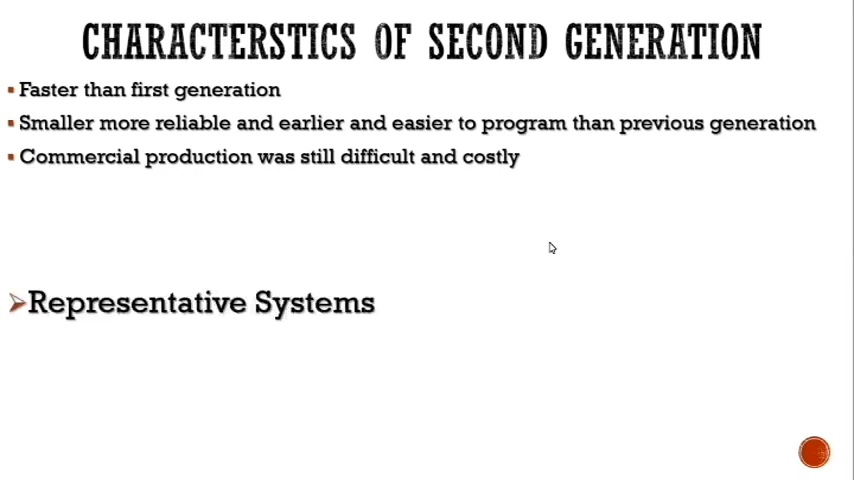 CHARACTERSTICS OF SECOND GENERATION
Faster than first generation
Smaller more reliable and earlier and easier to program than previous generation
Commercial production was still difficult and costly
Representative Systems